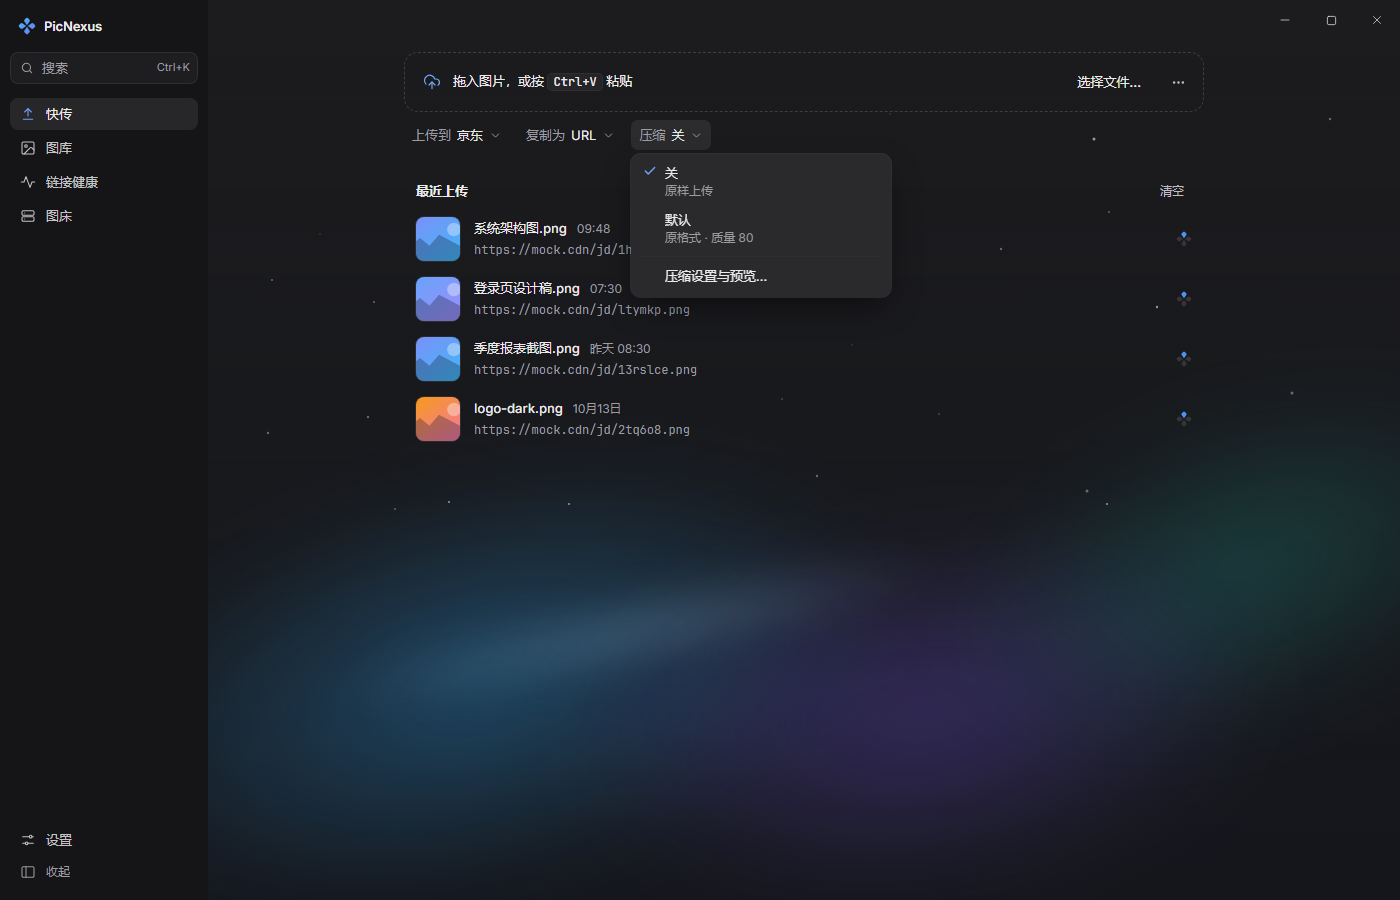 PicNexus
搜索 Ctrl+K
快传
图库
链接健康
图床
设置
收起
拖入图片，或按 Ctrl+V 粘贴
选择文件...
上传到 京东
复制为 URL
压缩 关
关
原样上传
默认
原格式 · 质量 80
压缩设置与预览...
最近上传
清空
系统架构图.png 09:48
https://mock.cdn/jd/1h
登录页设计稿.png 07:30
https://mock.cdn/jd/ltymkp.png
季度报表截图.png 昨天 08:30
https://mock.cdn/jd/13rslce.png
logo-dark.png 10月13日
https://mock.cdn/jd/2tq6o8.png